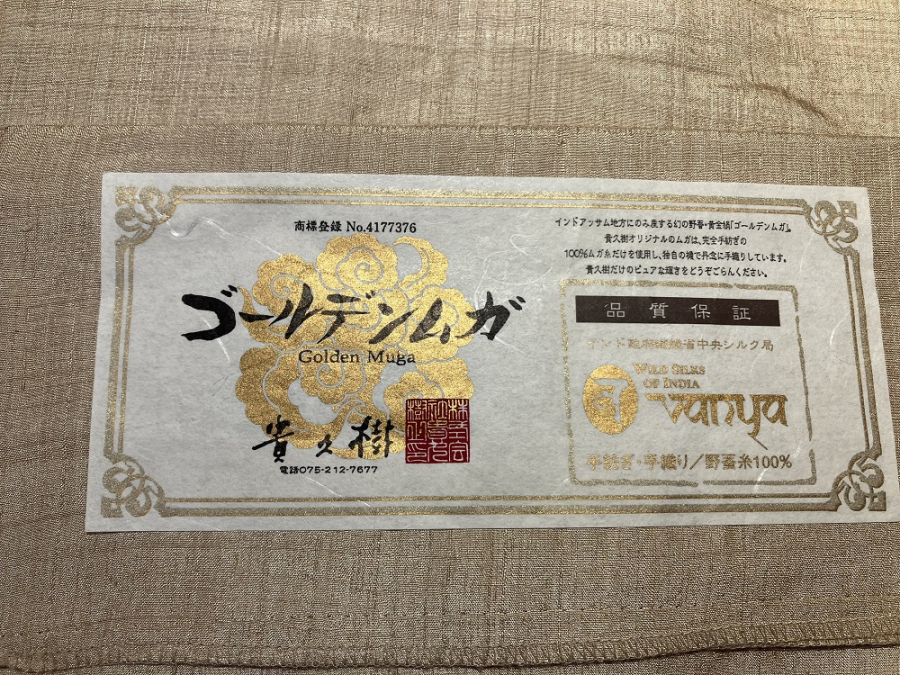 商標登録 No.4177376
ゴールデンムガ
Golden Muga
貴久樹
電話075-212-7677
インドアッサム地方にのみ産する幻の野蚕・黄金繭「ゴールデンムガ」。
貴久樹オリジナルのムガは、完全手紡ぎの
100%ムガ糸だけを使用し、独自の機で丹念に手織りしています。
貴久樹だけのピュアな輝きをどうぞごらんください。
品質保証
インド政府繊維省中央シルク局
WILD SILKS
OF INDIA
vanya
手紡ぎ・手織り／野蚕糸100%